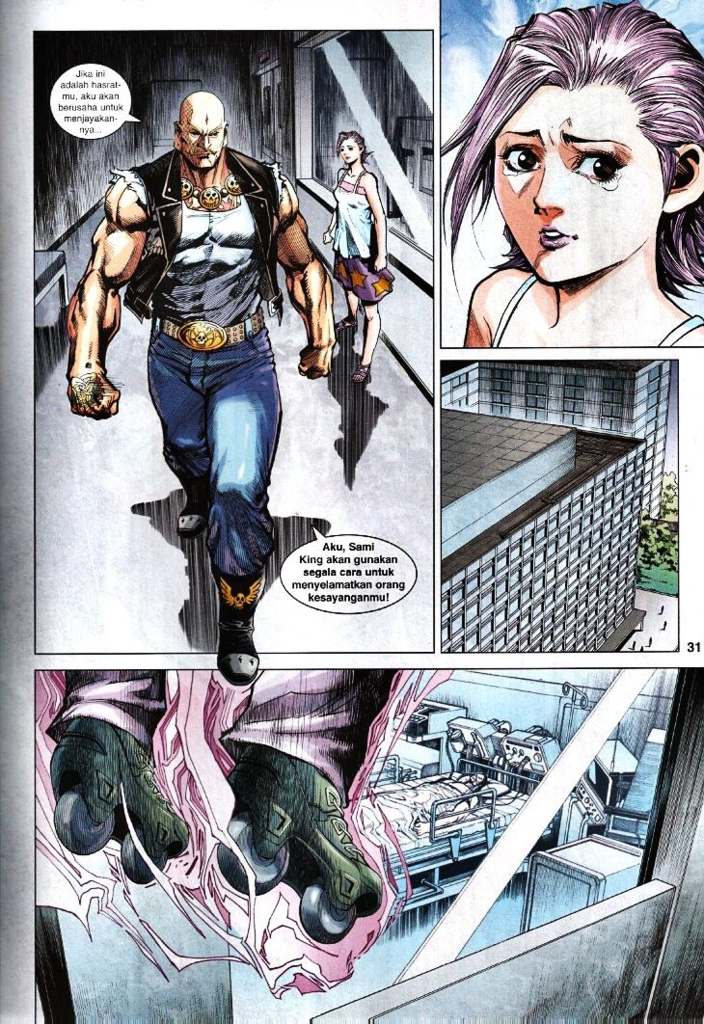 Jika ini
adalah hasrat-
mu, aku akan
berusaha untuk
menjayakan-
nya...
Aku, Sami
King akan gunakan
segala cara untuk
menyelamatkan orang
kesayanganmu!
31